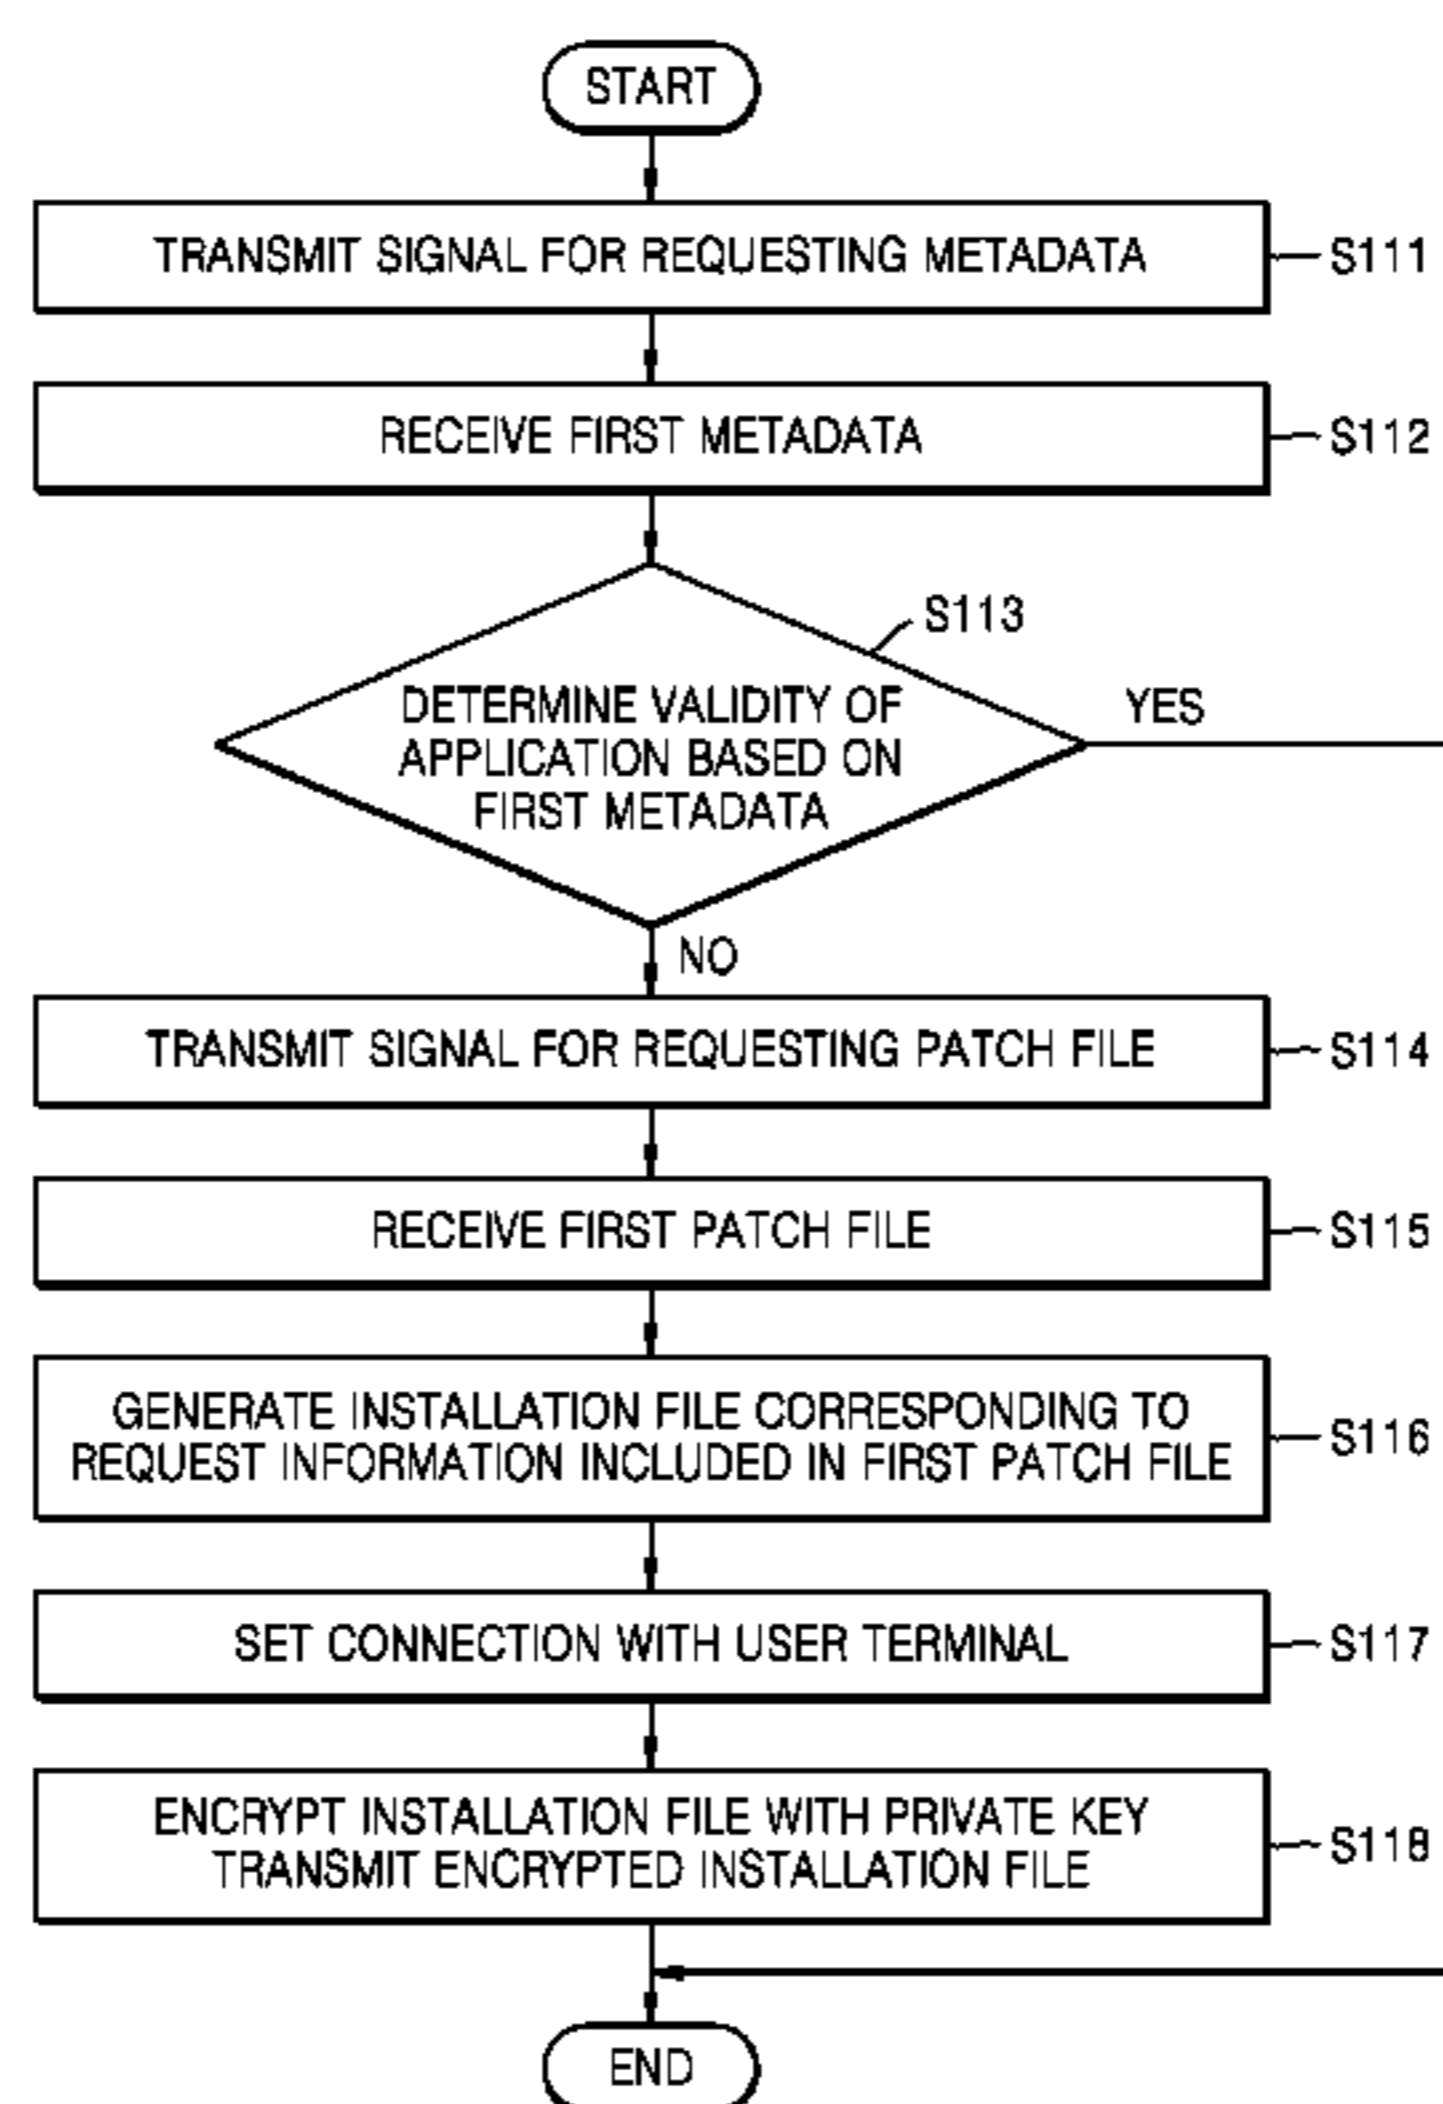 START
TRANSMIT SIGNAL FOR REQUESTING METADATA
S111
RECEIVE FIRST METADATA
S112
S113
DETERMINE VALIDITY OF
APPLICATION BASED ON
FIRST METADATA
YES
NO
TRANSMIT SIGNAL FOR REQUESTING PATCH FILE
S114
RECEIVE FIRST PATCH FILE
S115
GENERATE INSTALLATION FILE CORRESPONDING TO
REQUEST INFORMATION INCLUDED IN FIRST PATCH FILE
S116
SET CONNECTION WITH USER TERMINAL
S117
ENCRYPT INSTALLATION FILE WITH PRIVATE KEY
TRANSMIT ENCRYPTED INSTALLATION FILE
S118
END